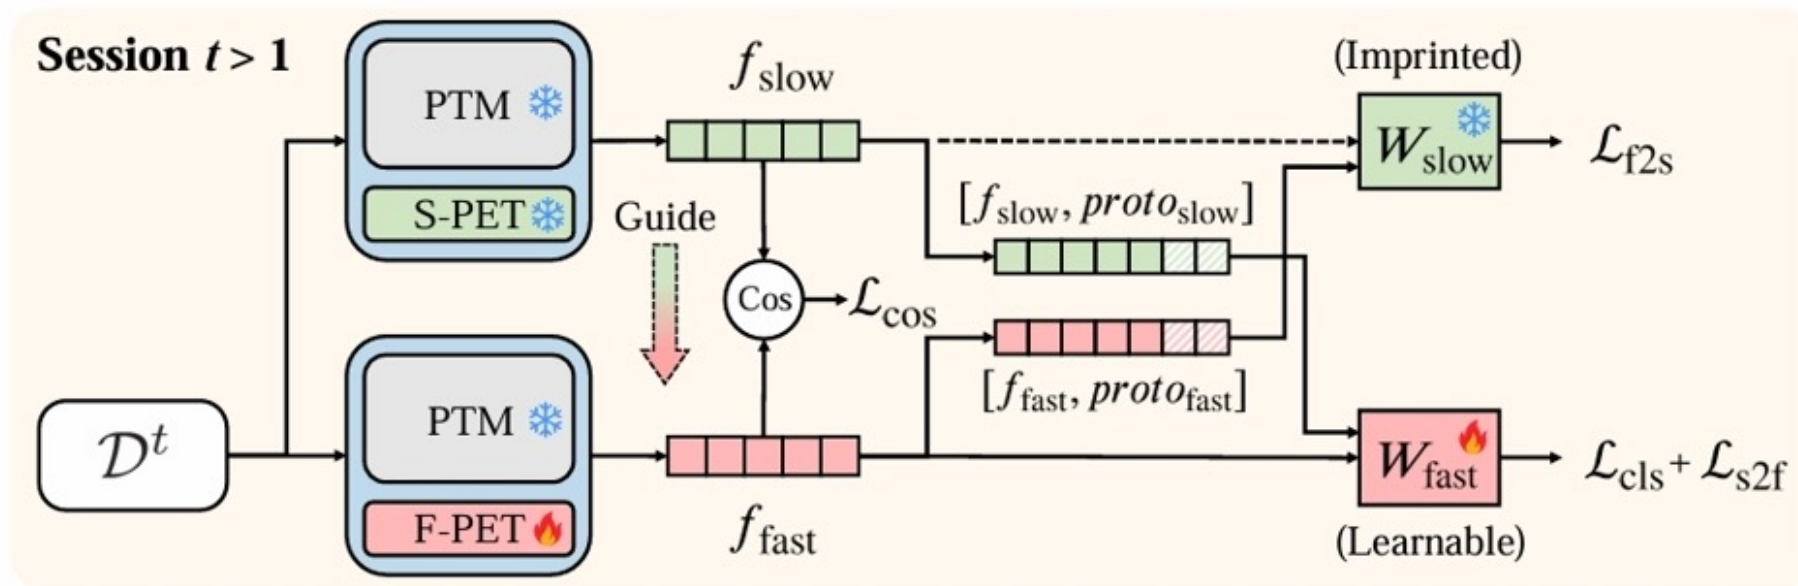 Session t > 1
PTM
S-PET
f_slow
Guide
Cos
ℒ_cos
[f_slow, proto_slow]
[f_fast, proto_fast]
(Imprinted)
W_slow
ℒ_f2s
𝒟^t
PTM
F-PET
f_fast
W_fast
(Learnable)
ℒ_cls + ℒ_s2f